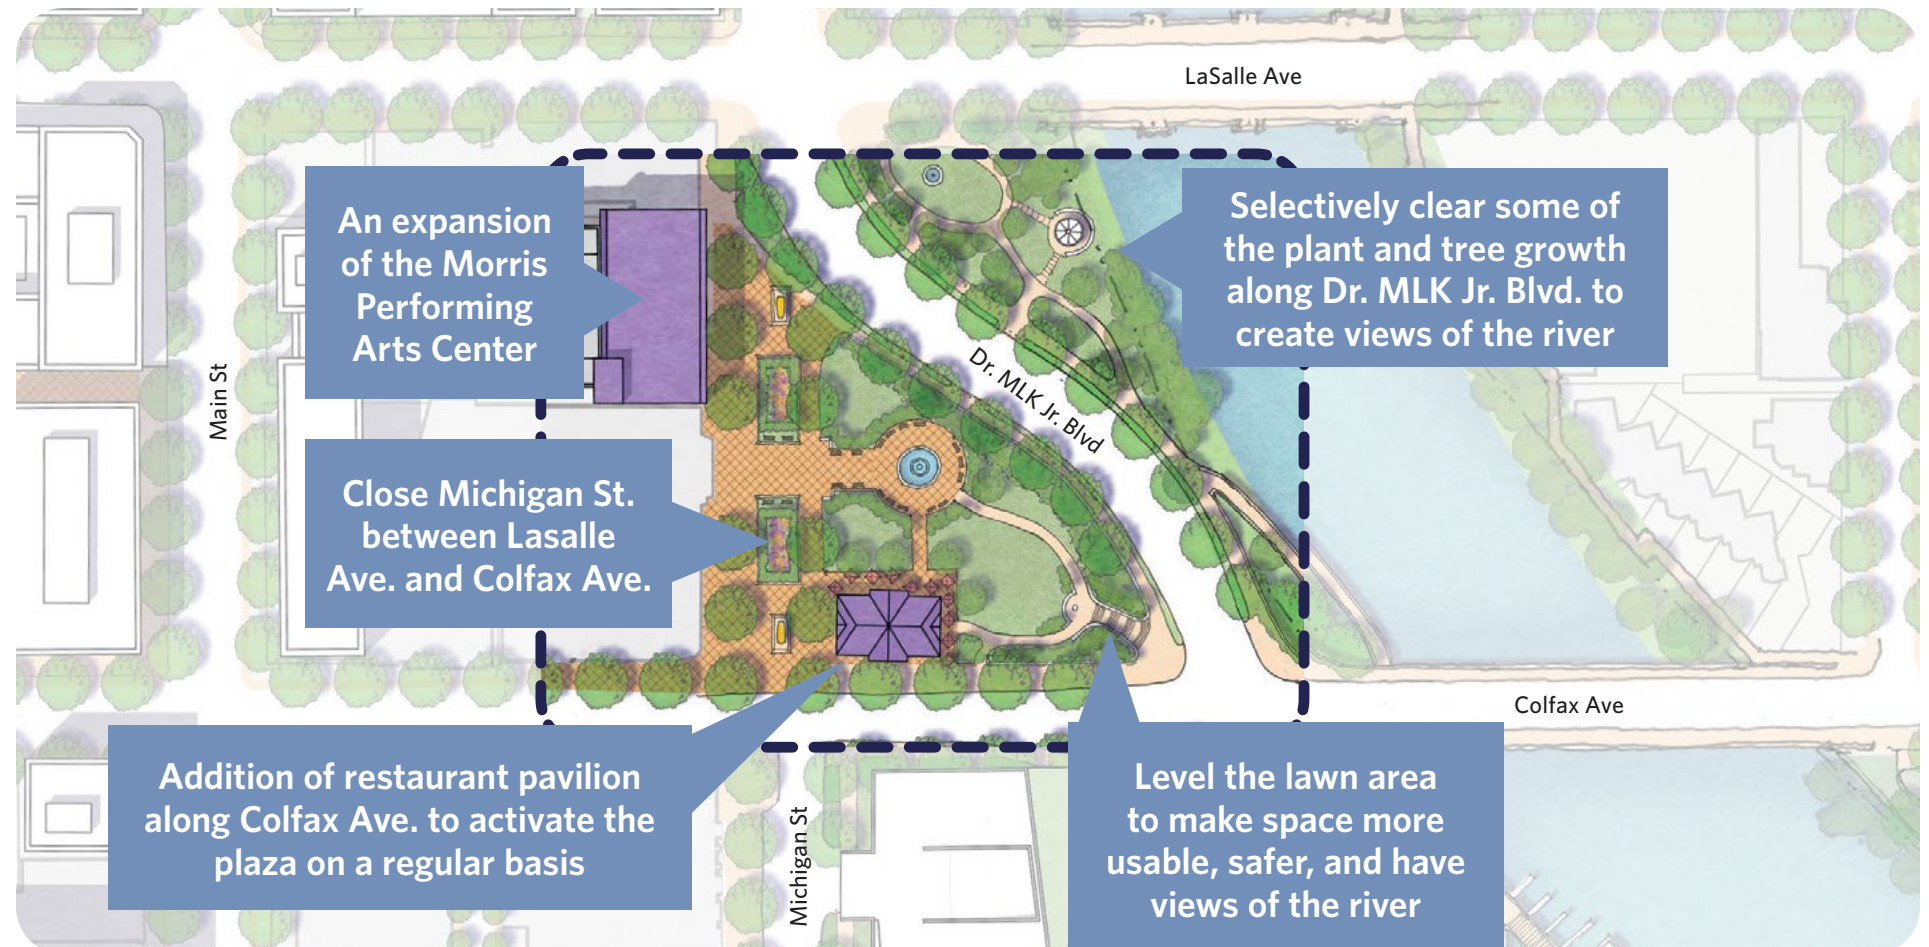 LaSalle Ave
An expansion
of the Morris
Performing
Arts Center
Selectively clear some of
the plant and tree growth
along Dr. MLK Jr. Blvd. to
create views of the river
Main St
Dr. MLK Jr. Blvd
Close Michigan St.
between Lasalle
Ave. and Colfax Ave.
Colfax Ave
Addition of restaurant pavilion
along Colfax Ave. to activate the
plaza on a regular basis
Michigan St
Level the lawn area
to make space more
usable, safer, and have
views of the river